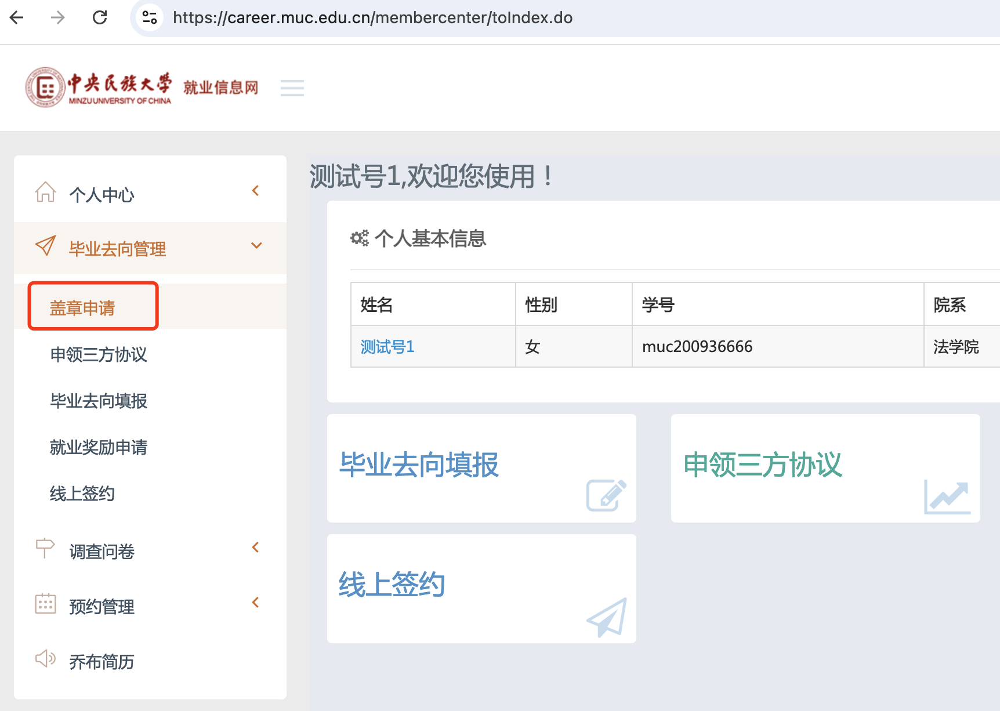 https://career.muc.edu.cn/membercenter/toIndex.do
中央民族大学 就业信息网
MINZU UNIVERSITY OF CHINA
个人中心
毕业去向管理
盖章申请
申领三方协议
毕业去向填报
就业奖励申请
线上签约
调查问卷
预约管理
乔布简历
测试号1,欢迎您使用！
个人基本信息
姓名 性别 学号 院系
测试号1 女 muc200936666 法学院
毕业去向填报
申领三方协议
线上签约